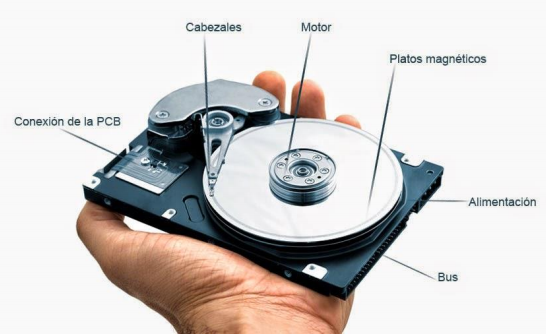 Cabezales
Motor
Platos magnéticos
Conexión de la PCB
Alimentación
Bus